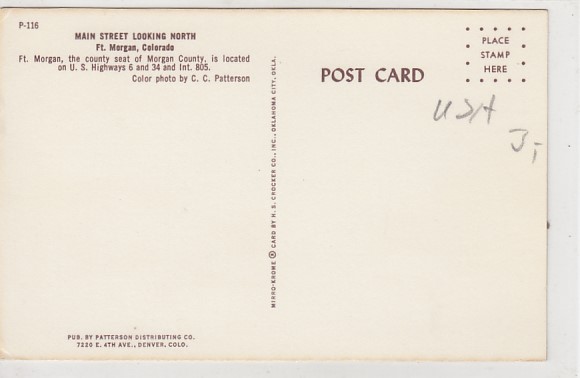 P-116
MAIN STREET LOOKING NORTH
Ft. Morgan, Colorado
Ft. Morgan, the county seat of Morgan County, is located
on U. S. Highways 6 and 34 and Int. 805.
Color photo by C. C. Patterson
PLACE
STAMP
HERE
POST CARD
USA
3,
MIRRO-KROME ® CARD BY H. S. CROCKER CO., INC., OKLAHOMA CITY, OKLA.
PUB. BY PATTERSON DISTRIBUTING CO.
7220 E. 4TH AVE., DENVER, COLO.